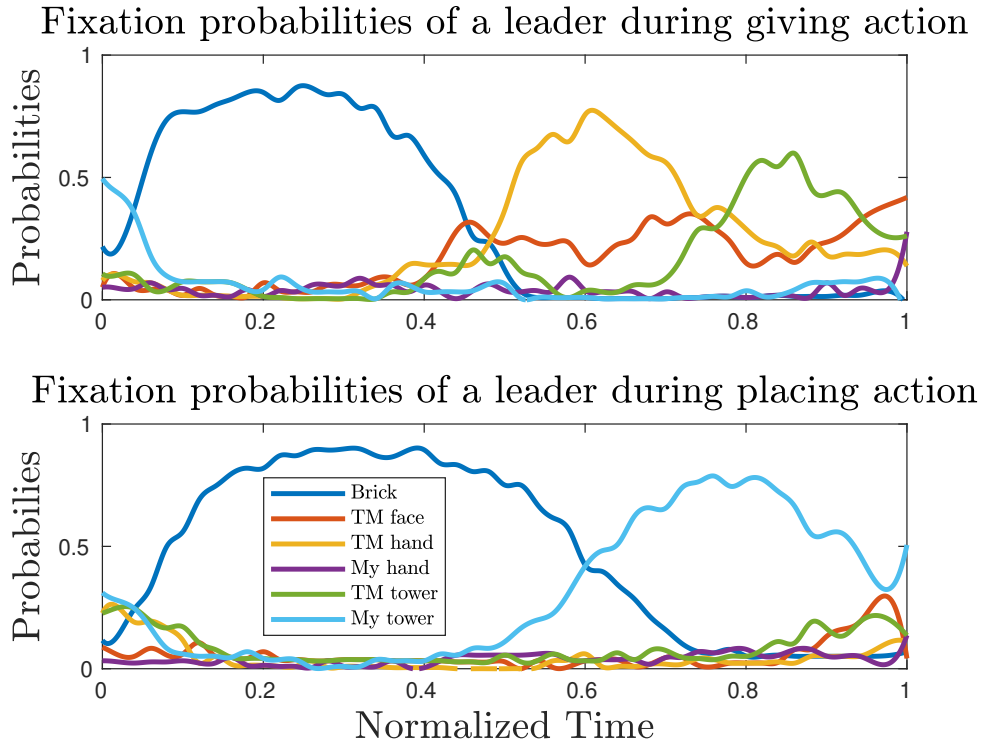 Fixation probabilities of a leader during giving action
Probabilities
1
0.5
0
0 0.2 0.4 0.6 0.8 1
Fixation probabilities of a leader during placing action
Probabilies
1
0.5
0
Brick
TM face
TM hand
My hand
TM tower
My tower
0 0.2 0.4 0.6 0.8 1
Normalized Time